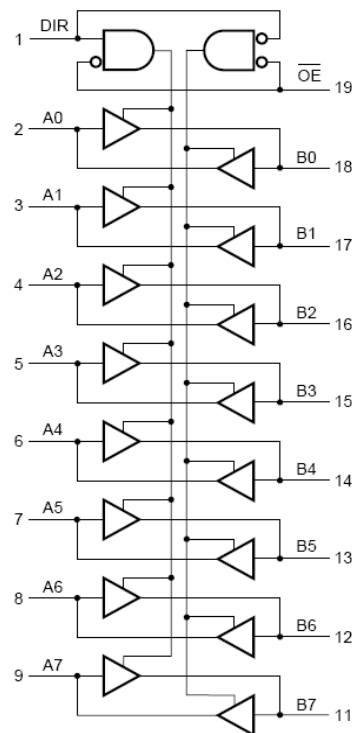 1 DIR
O̅E̅ 19
2 A0
B0 18
3 A1
B1 17
4 A2
B2 16
5 A3
B3 15
6 A4
B4 14
7 A5
B5 13
8 A6
B6 12
9 A7
B7 11